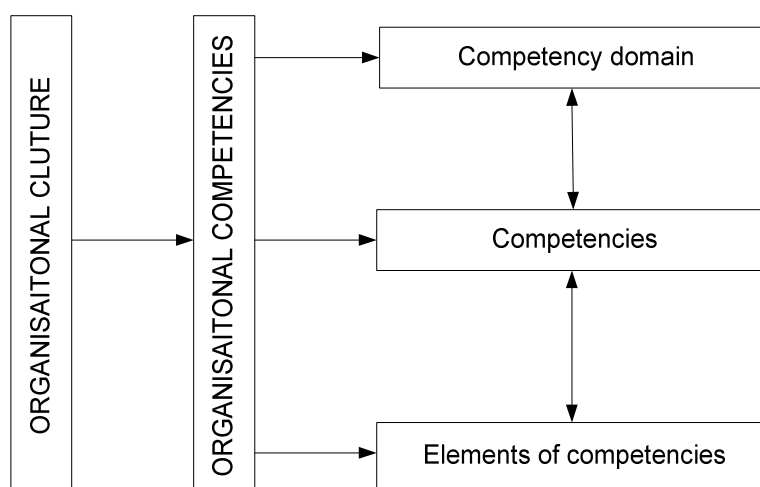 ORGANISAITONAL CLUTURE
ORGANISAITONAL COMPETENCIES
Competency domain
Competencies
Elements of competencies